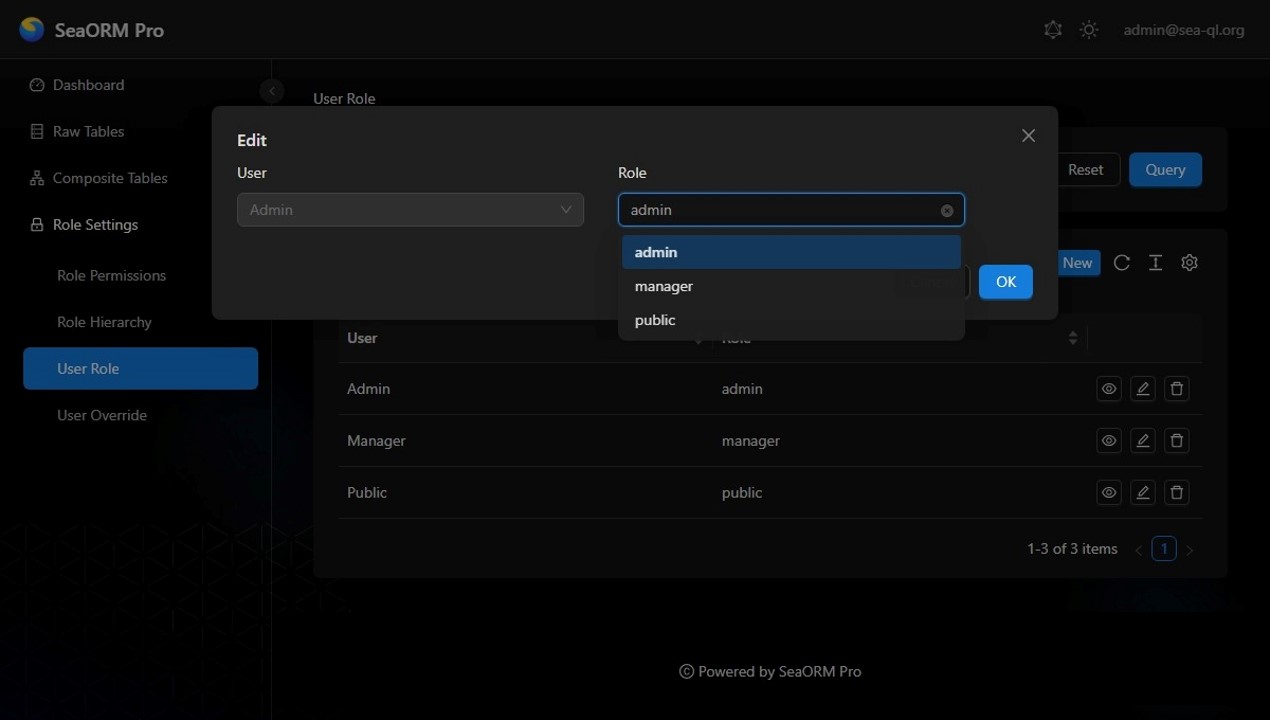 SeaORM Pro
admin@sea-ql.org
Dashboard
Raw Tables
Composite Tables
Role Settings
Role Permissions
Role Hierarchy
User Role
User Override
User Role
Reset
Query
New
Edit
User
Role
Admin
admin
admin
manager
public
OK
User
Role
Admin
admin
Manager
manager
Public
public
1-3 of 3 items
1
© Powered by SeaORM Pro